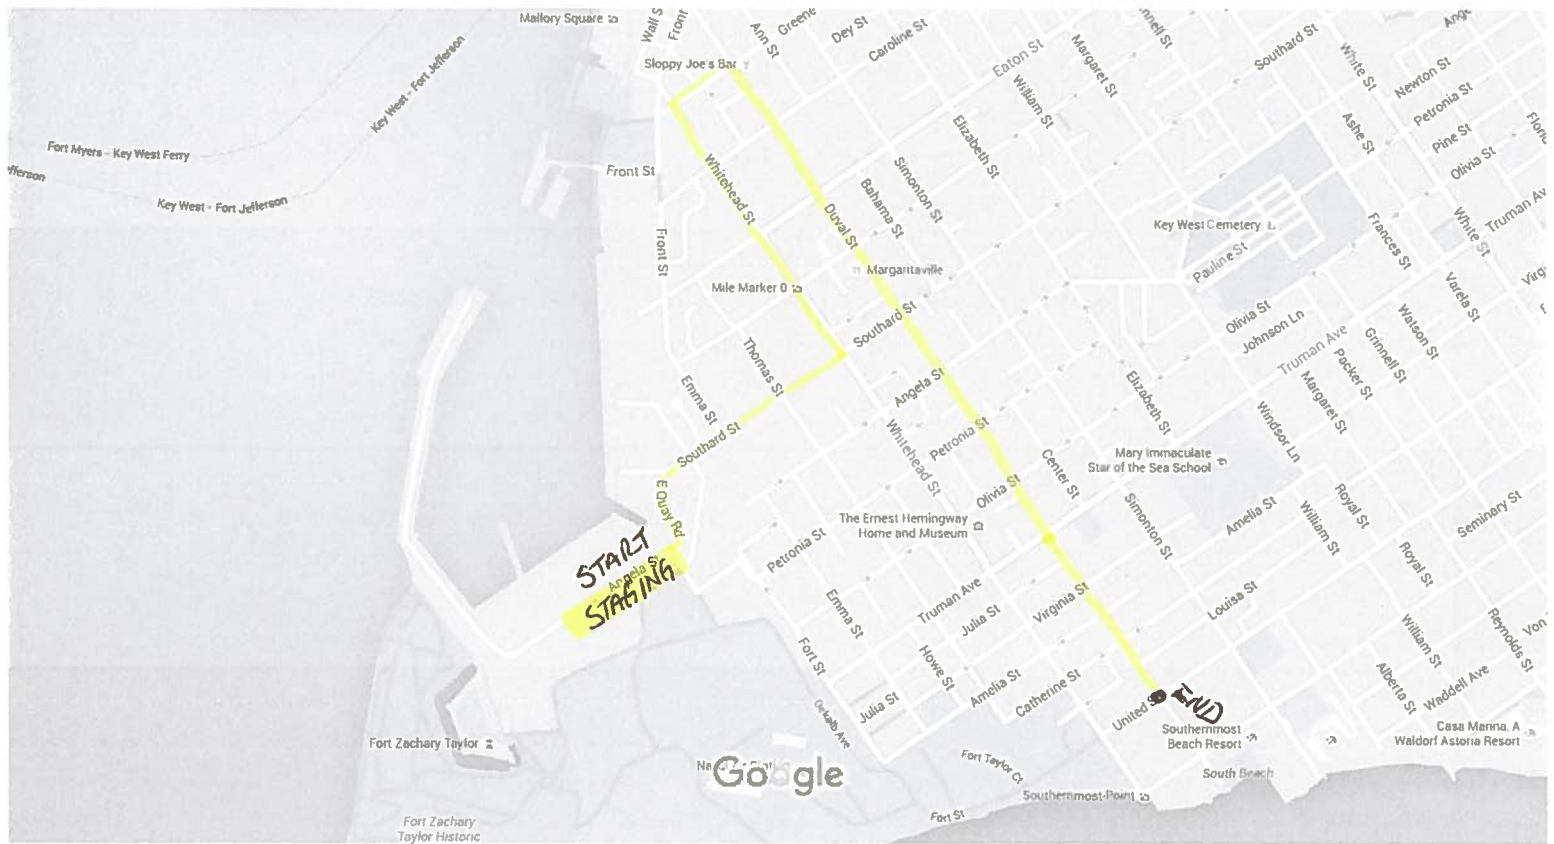 Mallory Square
Wall S
Front
Ann St
Greene
Dey St
Caroline St
Eaton St
Margaret St
nnell St
Southard St
White St
Ange
Newton St
Petronia St
Pine St
Olivia St
Truman Av
Sloppy Joe's Bar
Key West - Fort Jefferson
Fort Myers - Key West Ferry
efferson
Key West - Fort Jefferson
Front St
Whitehead St
Front St
Duval St
Bahama St
Simonton St
Elizabeth St
William St
Ashe St
Key West Cemetery
Pauline St
Frances St
White St
Varela St
Margaritaville
Mile Marker 0
Southard St
Thomas St
Emma St
Southard St
Angela St
Petronia St
Whitehead St
Olivia St
Center St
Elizabeth St
Olivia St
Johnson Ln
Truman Ave
Packer St
Grinnell St
Watson St
Margaret St
Windsor Ln
Mary Immaculate
Star of the Sea School
E Quay Rd
START
Angela St
STAGING
The Ernest Hemingway
Home and Museum
Petronia St
Simonton St
Amelia St
William St
Royal St
Royal St
Seminary St
Emma St
Truman Ave
Julia St
Virginia St
Louisa St
Fort St
Howe St
Amelia St
Catherine St
Julia St
Dekalb Ave
United St
END
William St
Reynolds St
Von
Alberta St
Waddell Ave
Casa Marina, A
Waldorf Astoria Resort
Southernmost
Beach Resort
South Beach
Fort Zachary Taylor
Google
Fort Taylor Ct
Southernmost Point
Fort St
Fort Zachary
Taylor Historic